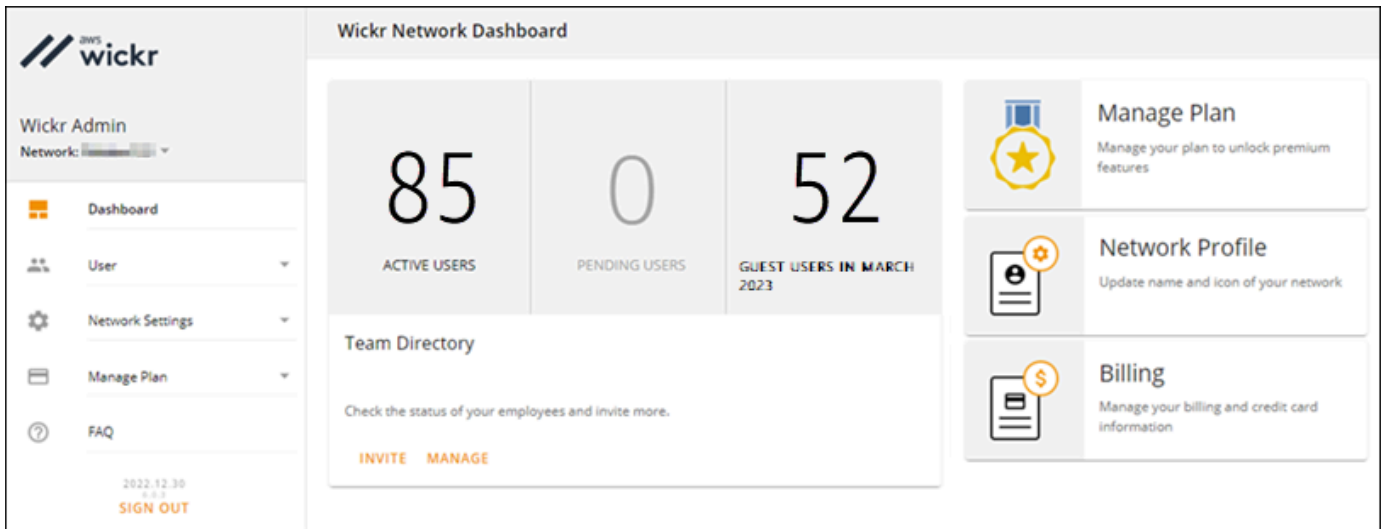 aws
wickr
Wickr Admin
Network:
Dashboard
User
Network Settings
Manage Plan
FAQ
2022.12.30
SIGN OUT
Wickr Network Dashboard
85
ACTIVE USERS
0
PENDING USERS
52
GUEST USERS IN MARCH
2023
Team Directory
Check the status of your employees and invite more.
INVITE MANAGE
Manage Plan
Manage your plan to unlock premium
features
Network Profile
Update name and icon of your network
Billing
Manage your billing and credit card
information